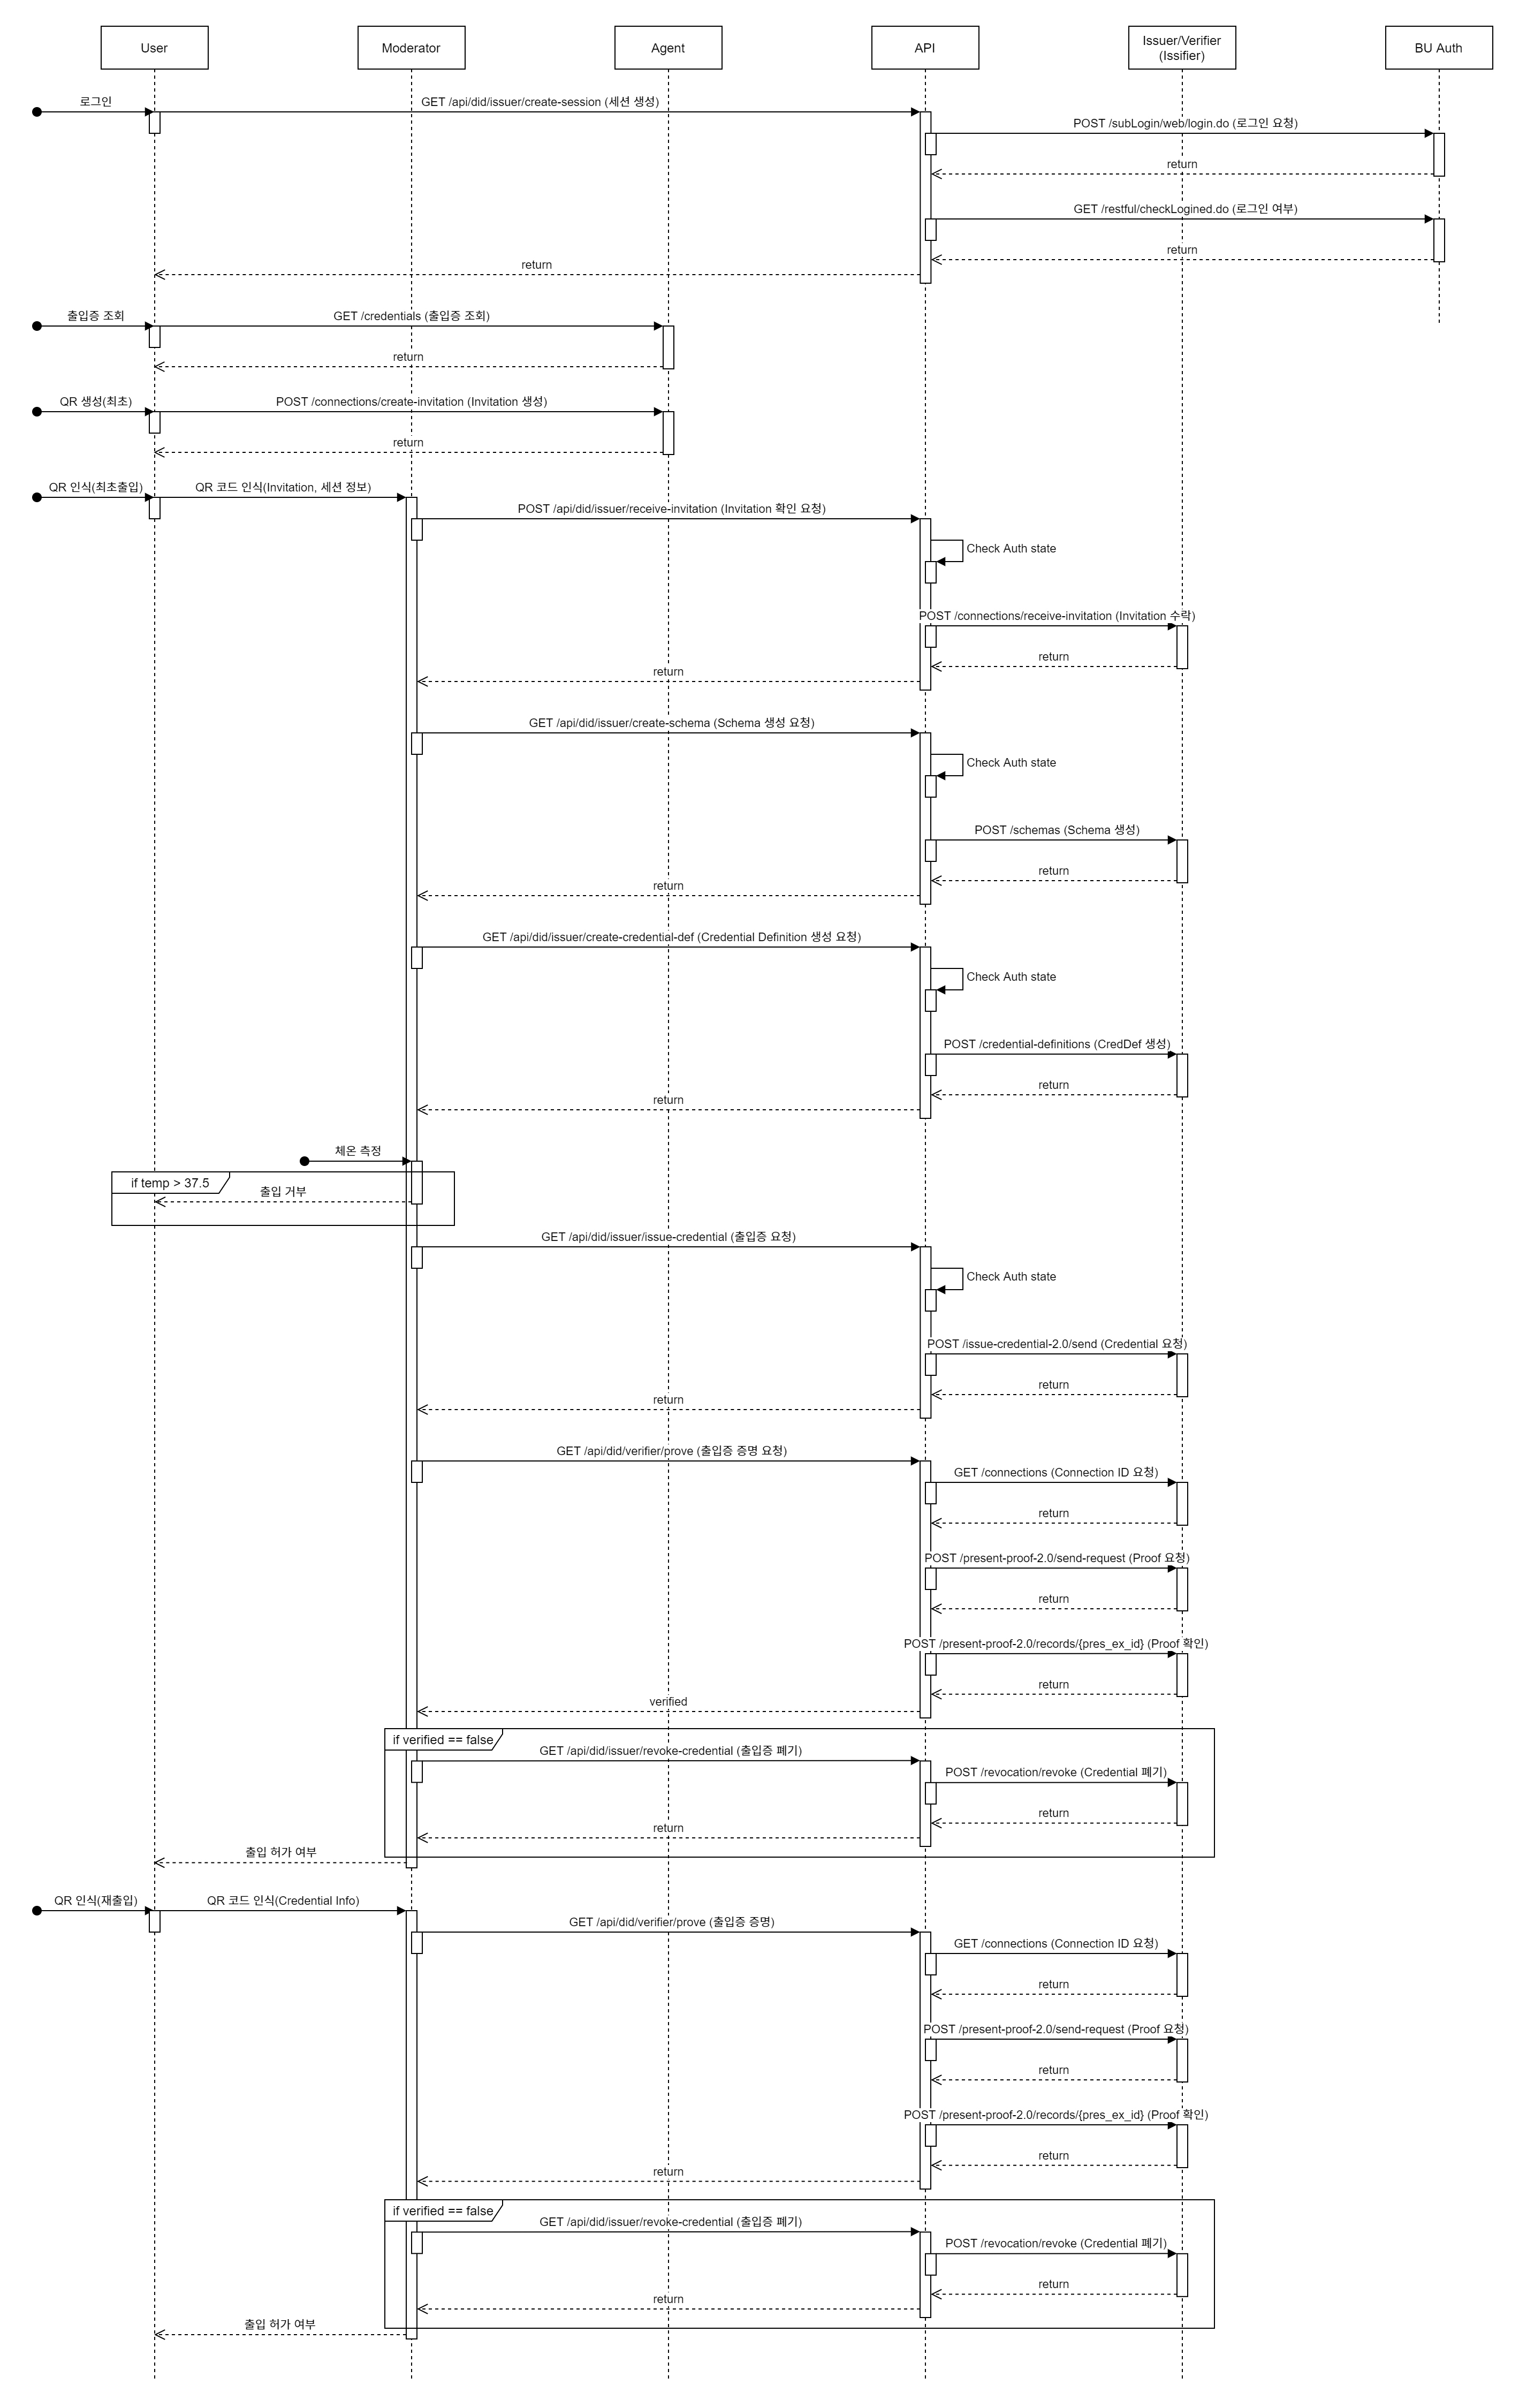 User
Moderator
Agent
API
Issuer/Verifier
(Issifier)
BU Auth
로그인
GET /api/did/issuer/create-session (세션 생성)
POST /subLogin/web/login.do (로그인 요청)
return
GET /restful/checkLogined.do (로그인 여부)
return
return
출입증 조회
GET /credentials (출입증 조회)
return
QR 생성(최초)
POST /connections/create-invitation (Invitation 생성)
return
QR 인식(최초출입)
QR 코드 인식(Invitation, 세션 정보)
POST /api/did/issuer/receive-invitation (Invitation 확인 요청)
Check Auth state
POST /connections/receive-invitation (Invitation 수락)
return
return
GET /api/did/issuer/create-schema (Schema 생성 요청)
Check Auth state
POST /schemas (Schema 생성)
return
return
GET /api/did/issuer/create-credential-def (Credential Definition 생성 요청)
Check Auth state
POST /credential-definitions (CredDef 생성)
return
return
체온 측정
if temp > 37.5
출입 거부
GET /api/did/issuer/issue-credential (출입증 요청)
Check Auth state
POST /issue-credential-2.0/send (Credential 요청)
return
return
GET /api/did/verifier/prove (출입증 증명 요청)
GET /connections (Connection ID 요청)
return
POST /present-proof-2.0/send-request (Proof 요청)
return
POST /present-proof-2.0/records/{pres_ex_id} (Proof 확인)
return
verified
if verified == false
GET /api/did/issuer/revoke-credential (출입증 폐기)
POST /revocation/revoke (Credential 폐기)
return
return
출입 허가 여부
QR 인식(재출입)
QR 코드 인식(Credential Info)
GET /api/did/verifier/prove (출입증 증명)
GET /connections (Connection ID 요청)
return
POST /present-proof-2.0/send-request (Proof 요청)
return
POST /present-proof-2.0/records/{pres_ex_id} (Proof 확인)
return
return
if verified == false
GET /api/did/issuer/revoke-credential (출입증 폐기)
POST /revocation/revoke (Credential 폐기)
return
return
출입 허가 여부